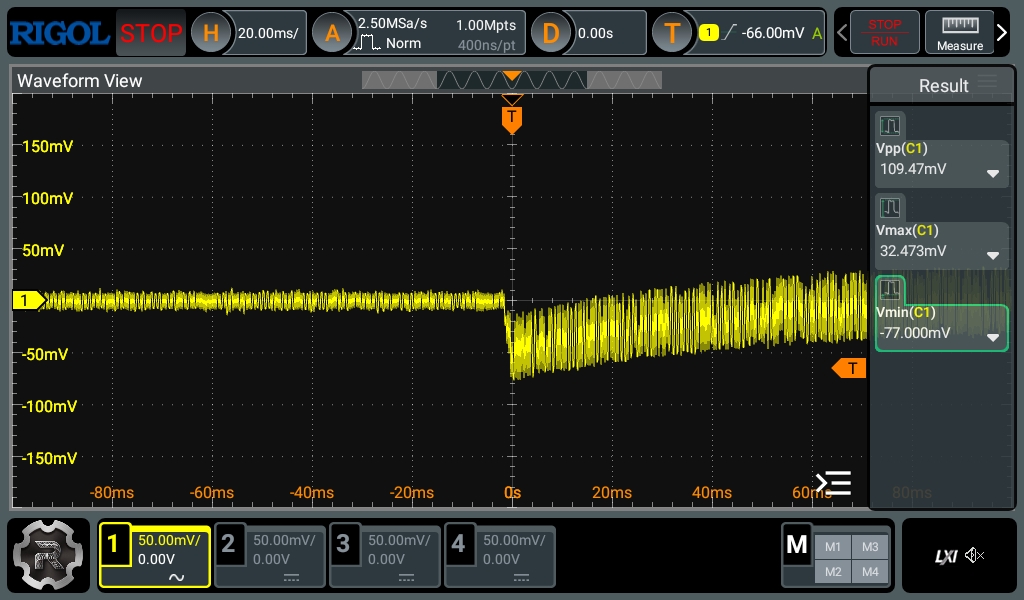 RIGOL STOP H 20.00ms/ A 2.50MSa/s 1.00Mpts D 0.00s T 1 -66.00mV A STOP
Norm 400ns/pt RUN Measure
Waveform View Result
T
150mV
100mV
50mV
1
-50mV
-100mV
-150mV
T
-80ms -60ms -40ms -20ms 0s 20ms 40ms 60ms 80ms
Vpp(C1)
109.47mV
Vmax(C1)
32.473mV
Vmin(C1)
-77.000mV
1 50.00mV/ 2 50.00mV/ 3 50.00mV/ 4 50.00mV/
0.00V 0.00V 0.00V 0.00V
M M1 M3
M2 M4
LXI
R